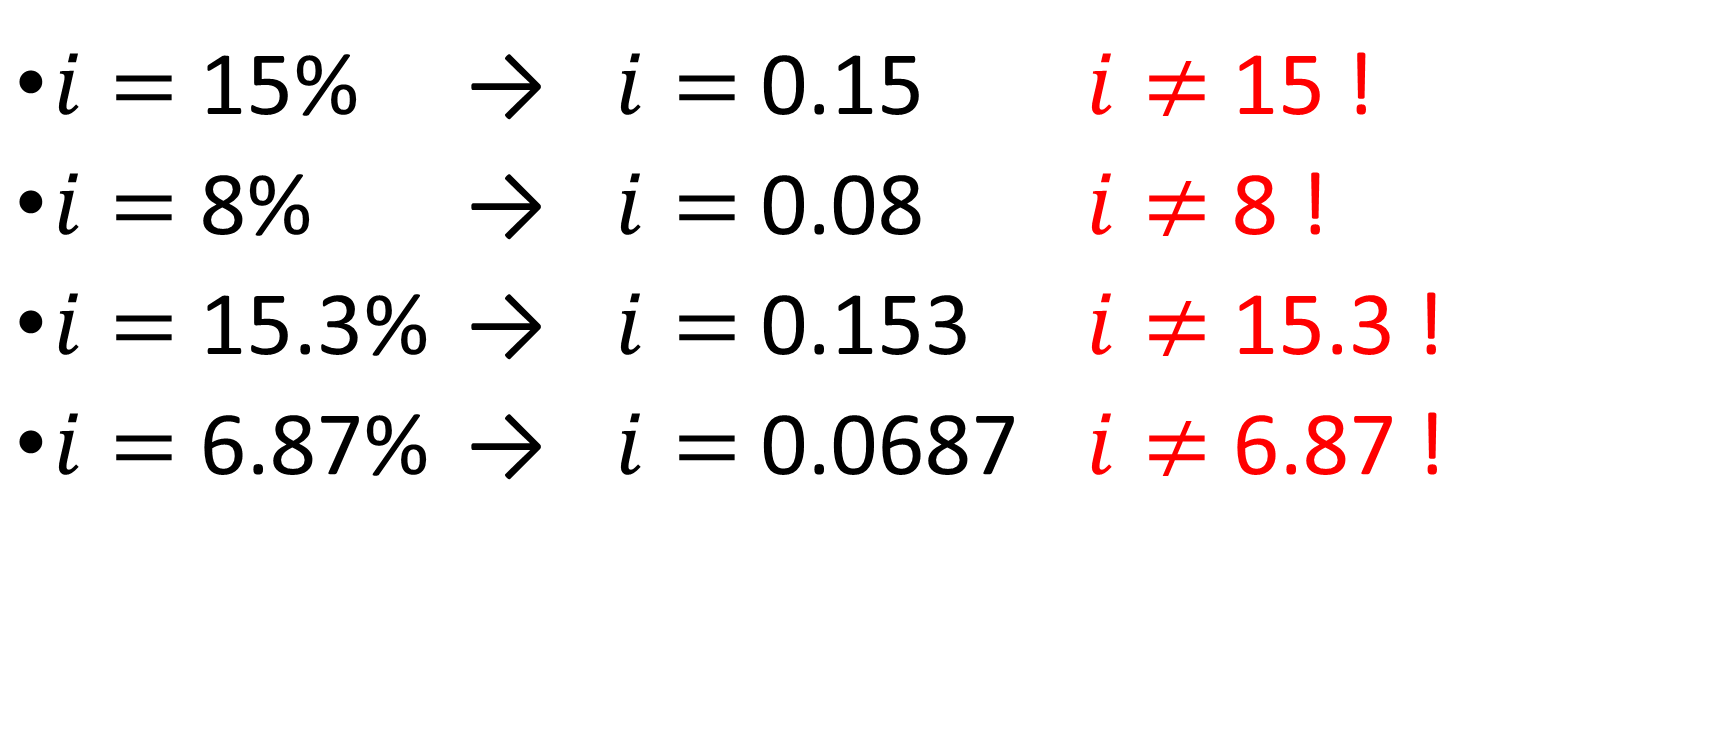 •i = 15% → i = 0.15 i ≠ 15 !
•i = 8% → i = 0.08 i ≠ 8 !
•i = 15.3% → i = 0.153 i ≠ 15.3 !
•i = 6.87% → i = 0.0687 i ≠ 6.87 !